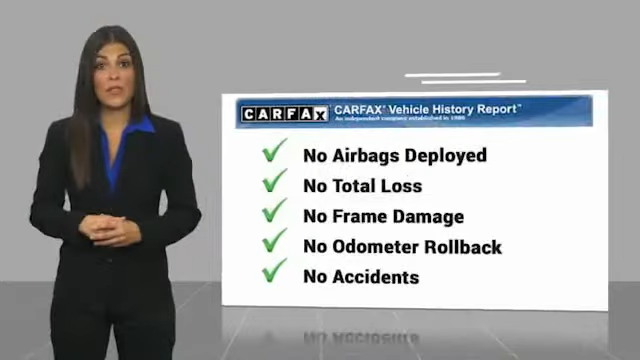 CARFAX CARFAX® Vehicle History Report™
An independent company established in 1986
No Airbags Deployed
No Total Loss
No Frame Damage
No Odometer Rollback
No Accidents